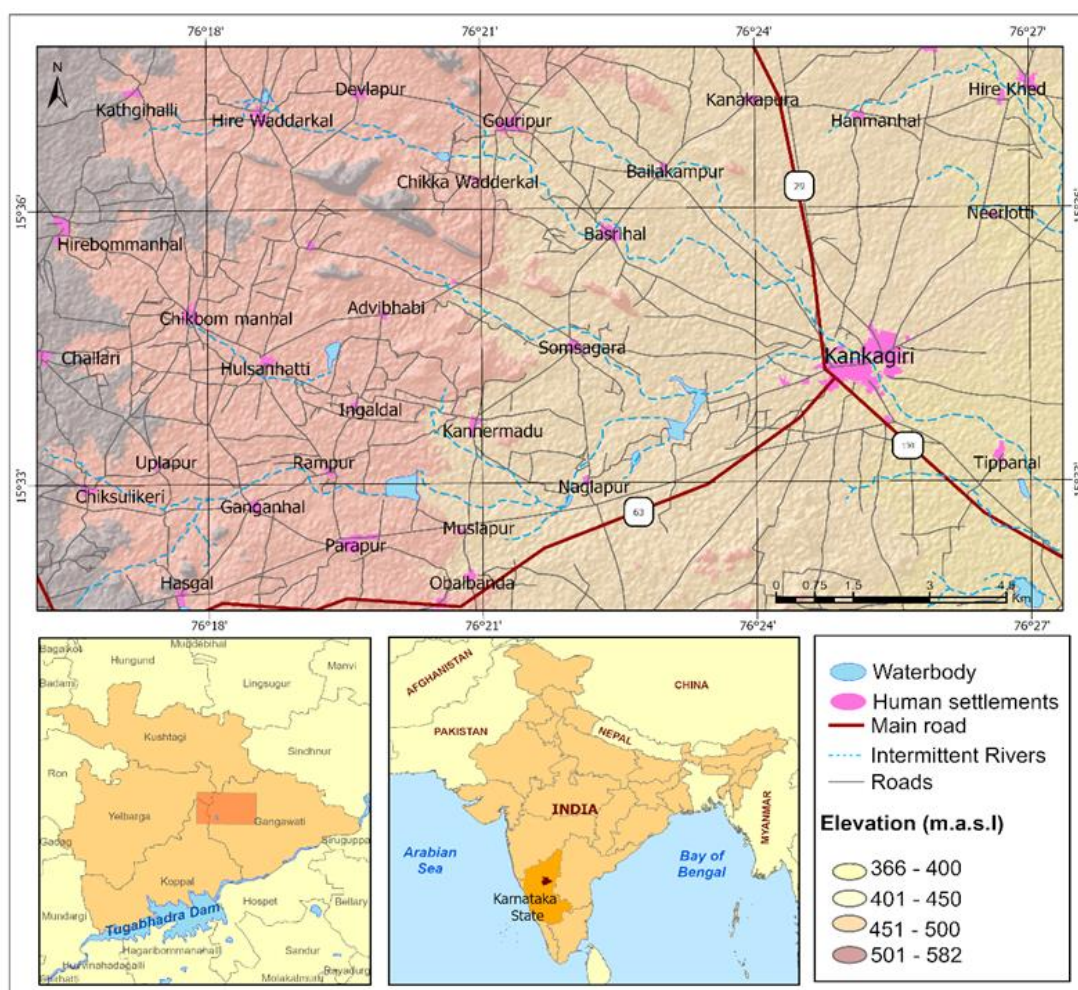 76°18'
76°21'
76°24'
76°27'
N
Kathgihalli
Devlapur
Hire Waddarkal
Gouripur
Kanakapura
Hire Khed
Hanmanhal
Chikka Wadderkal
Bailakampur
29
15°36'
Neerlotti
Hirebommanhal
Basrihal
Chikbom manhal
Advibhabi
Challari
Hulsanhatti
Somsagara
Kankagiri
Ingaldal
Kannermadu
Uplapur
Rampur
Tippanal
15°33'
Chiksulikeri
Ganganhal
Naglapur
63
Muslapur
Parapur
Hasgal
Obalbanda
0 0.75 1.5 3 4.5
Km
76°18'
76°21'
76°24'
76°27'
Bagalkot
Hungund
Muddebihal
Manvi
Badami
Lingsugur
Kushtagi
Sindhnur
Ron
Yelbarga
Gangawati
Gadag
Siruguppa
Koppal
Mundargi
Tugabhadra Dam
Hospet
Bellary
Hagaribommanahalli
Sandur
Huvinahadagalli
Molakalmuru
AFGHANISTAN
CHINA
PAKISTAN
NEPAL
INDIA
MYANMAR
Arabian
Sea
Bay of
Bengal
Karnataka
State
Waterbody
Human settlements
Main road
Intermittent Rivers
Roads
Elevation (m.a.s.l)
366 - 400
401 - 450
451 - 500
501 - 582